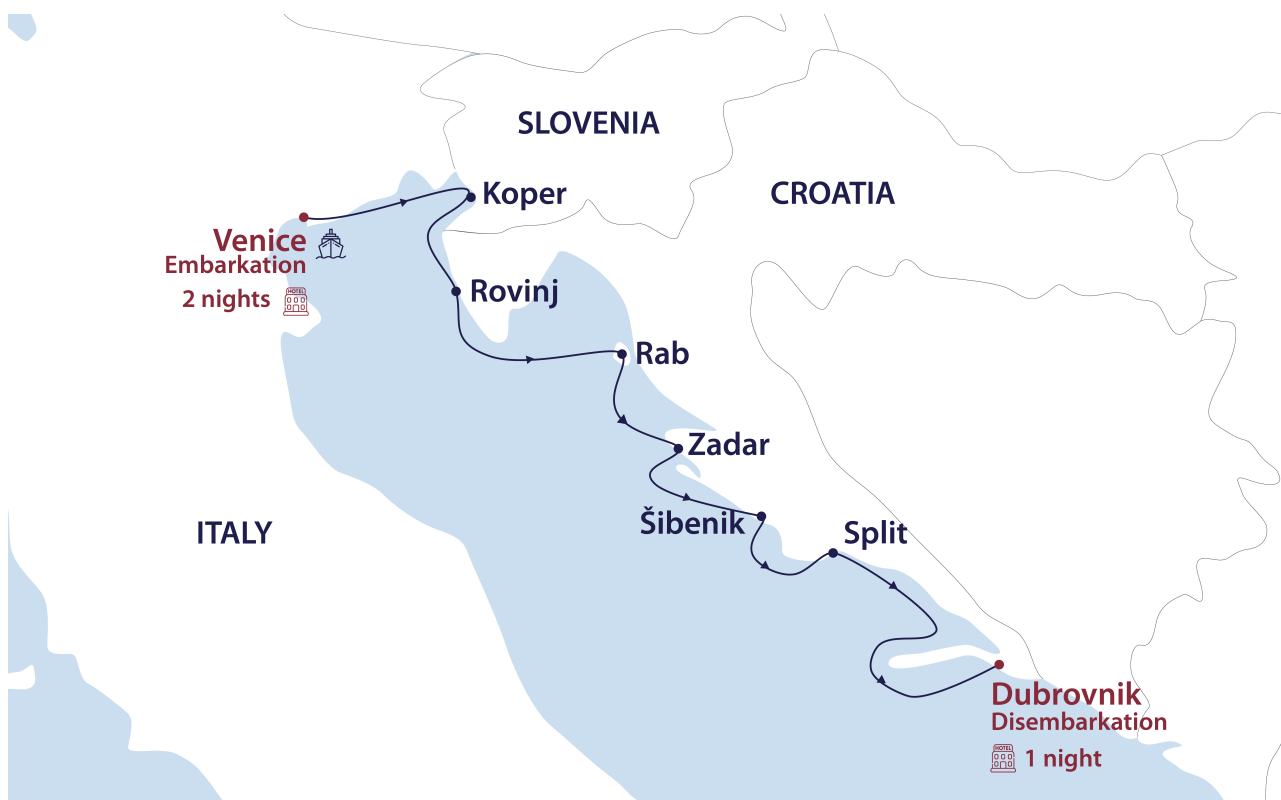 SLOVENIA
Koper
CROATIA
Venice
Embarkation
HOTEL
2 nights
Rovinj
Rab
Zadar
Šibenik
Split
ITALY
Dubrovnik
Disembarkation
HOTEL
1 night